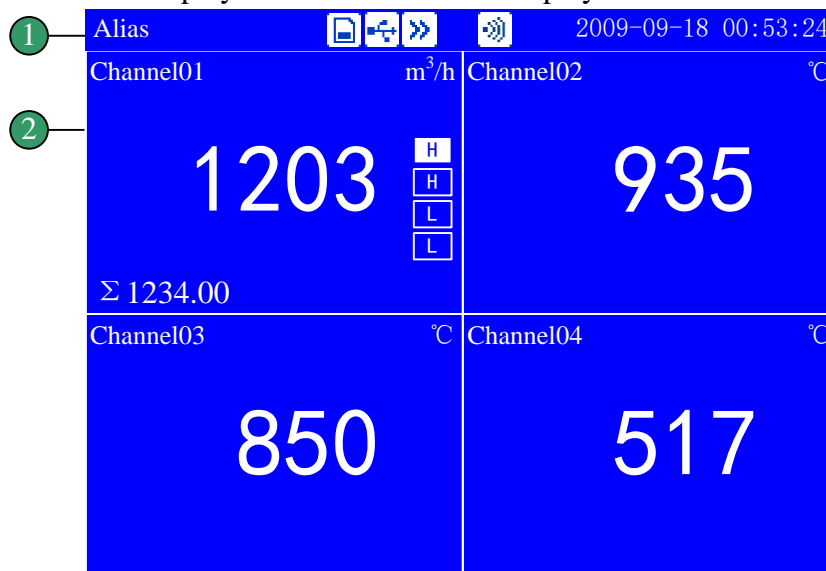 1
Alias 2009-09-18 00:53:24
Channel01 m³/h
2
1203
H
H
L
L
Σ 1234.00
Channel02 ℃
935
Channel03 ℃
850
Channel04 ℃
517